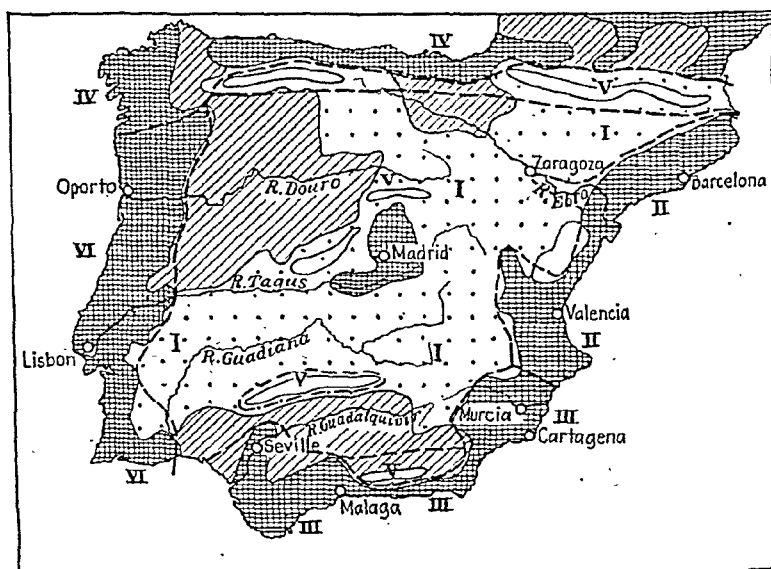 IV
IV
V
I
Zaragoza
R. Ebro
Barcelona
II
Oporto
R. Douro
V
I
VI
Madrid
R. Tagus
Valencia
II
Lisbon
I
R. Guadiana
I
V
Murcia
III
R. Guadalquivir
Cartagena
Seville
VI
V
Malaga
III
III